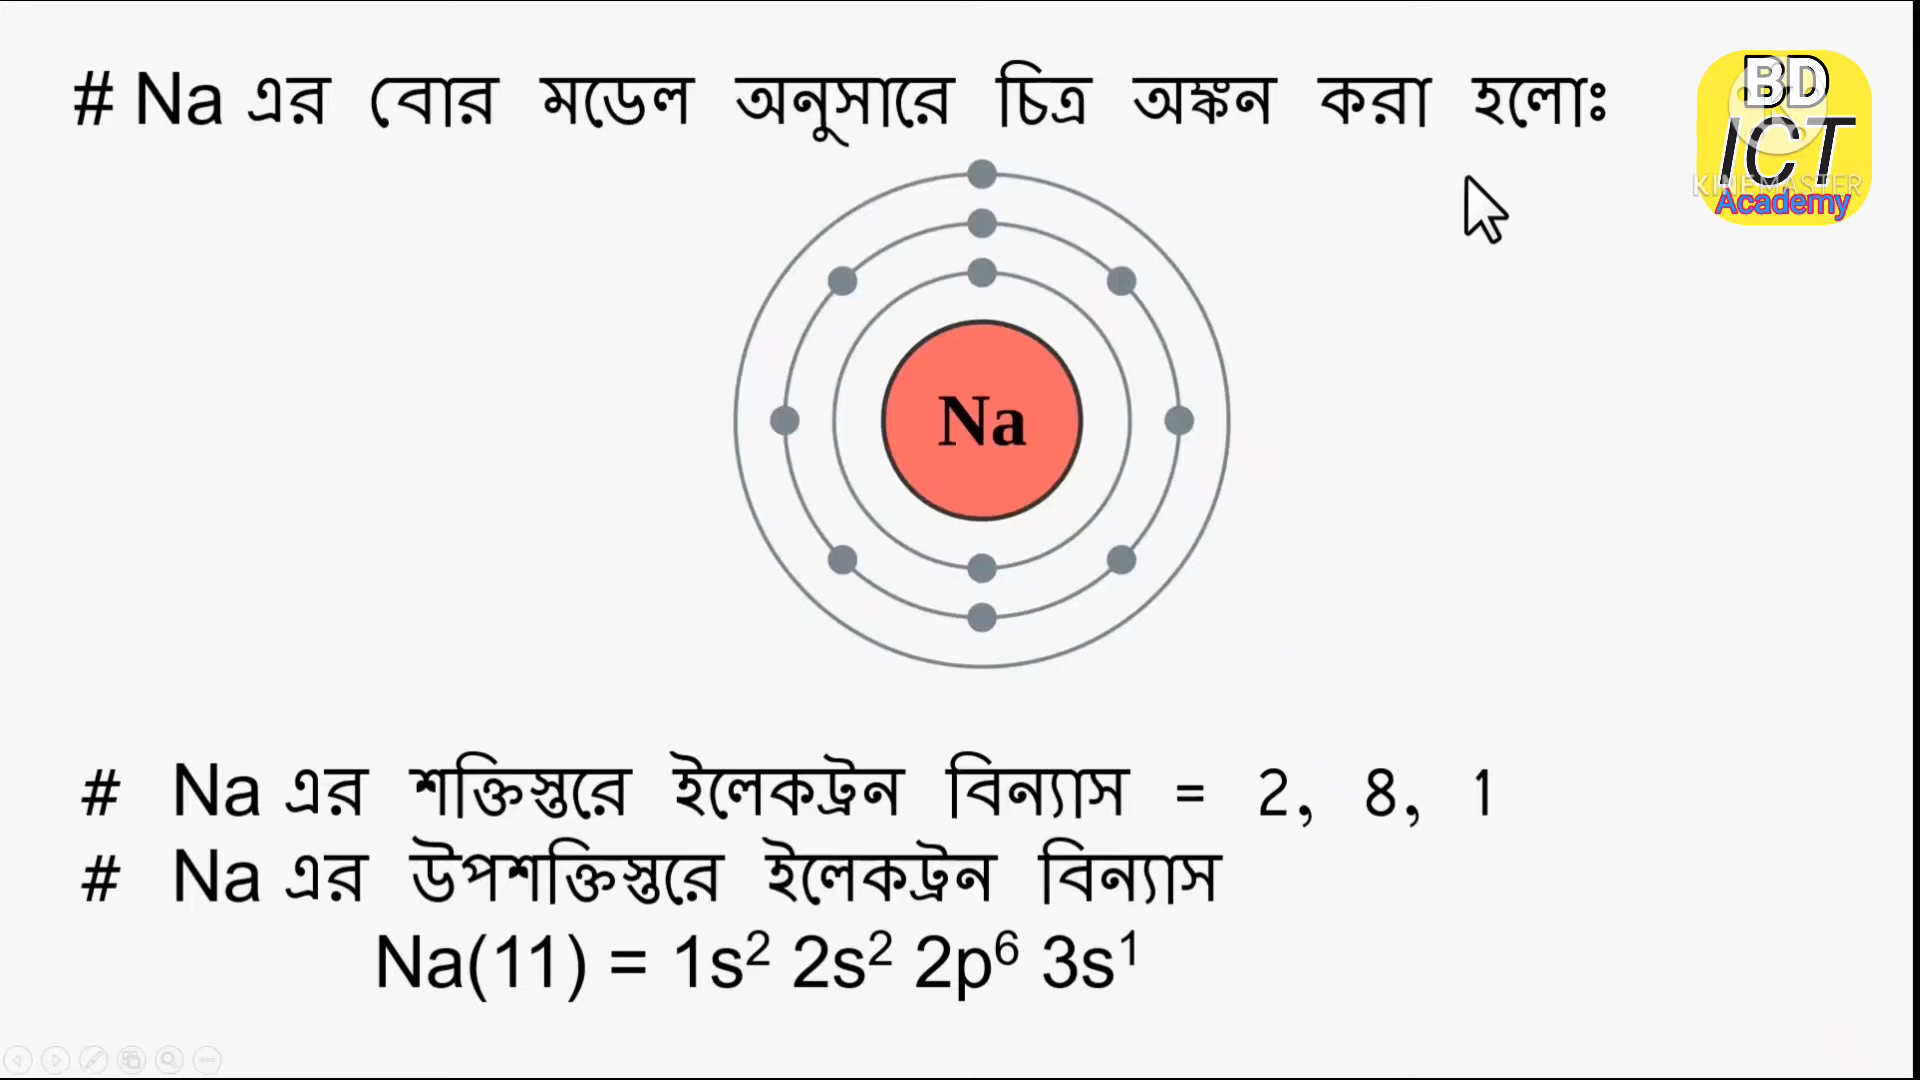 # Na এর বোর মডেল অনুসারে চিত্র অঙ্কন করা হলোঃ
BD
ICT
KINEMASTER
Academy
Na
# Na এর শক্তিস্তরে ইলেকট্রন বিন্যাস = 2, 8, 1
# Na এর উপশক্তিস্তরে ইলেকট্রন বিন্যাস
Na(11) = 1s² 2s² 2p⁶ 3s¹